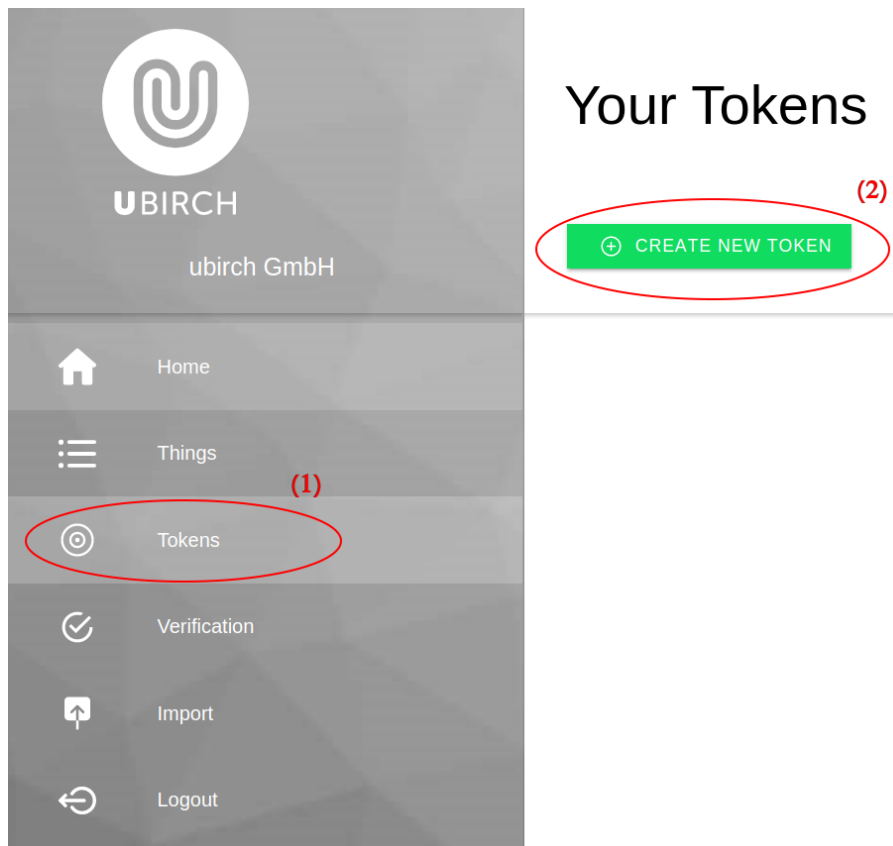 UBIRCH
ubirch GmbH
Home
Things
(1)
Tokens
Verification
Import
Logout
Your Tokens
(2)
CREATE NEW TOKEN